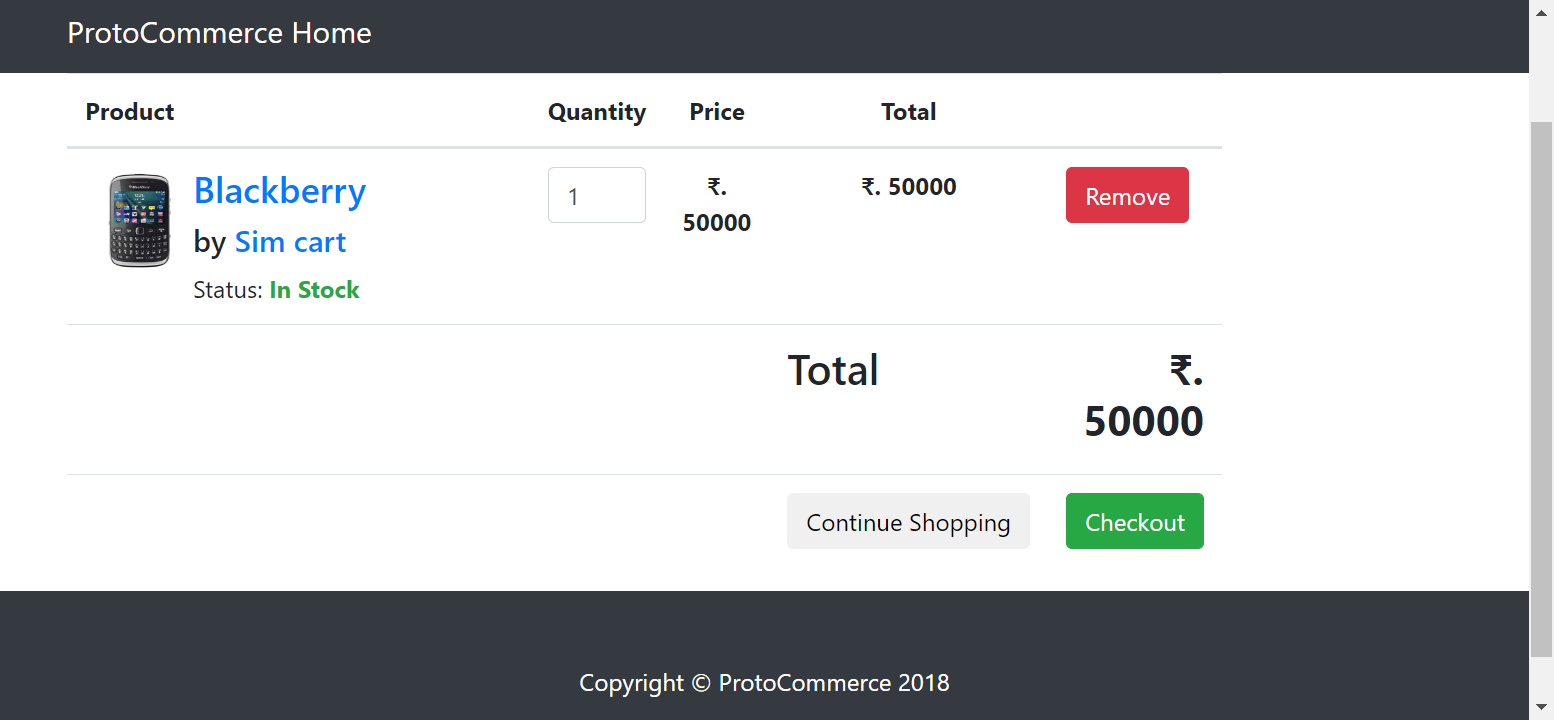 ProtoCommerce Home
Product Quantity Price Total
Blackberry 1 ₹. ₹. 50000 Remove
50000
by Sim cart
Status: In Stock
Total ₹.
50000
Continue Shopping Checkout
Copyright © ProtoCommerce 2018